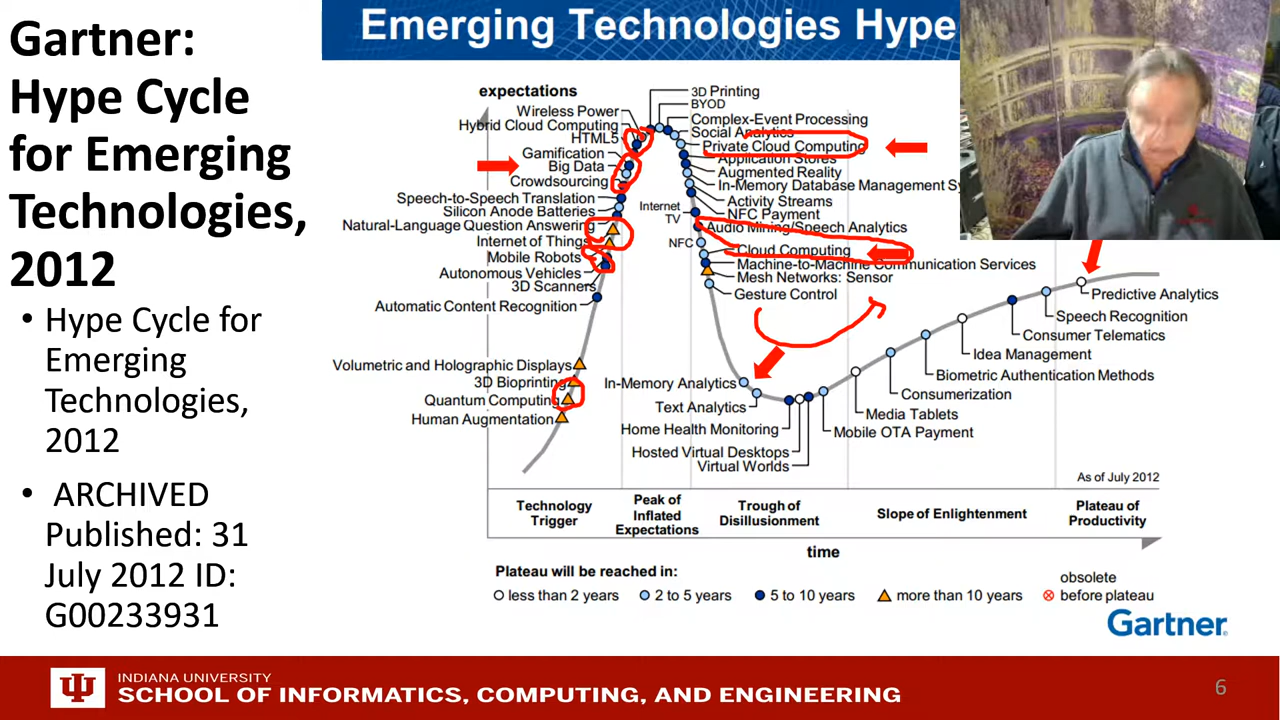 Gartner:
Hype Cycle
for Emerging
Technologies,
2012
• Hype Cycle for
Emerging
Technologies,
2012
• ARCHIVED
Published: 31
July 2012 ID:
G00233931
Emerging Technologies Hype
expectations
Wireless Power
Hybrid Cloud Computing
HTML5
Gamification
Big Data
Crowdsourcing
Speech-to-Speech Translation
Silicon Anode Batteries
Natural-Language Question Answering
Internet of Things
Mobile Robots
Autonomous Vehicles
3D Scanners
Automatic Content Recognition
Volumetric and Holographic Displays
3D Bioprinting
Quantum Computing
Human Augmentation
3D Printing
BYOD
Complex-Event Processing
Social Analytics
Private Cloud Computing
Application Stores
Augmented Reality
In-Memory Database Management Sy
Activity Streams
NFC Payment
Internet
TV
Audio Mining/Speech Analytics
NFC
Cloud Computing
Machine-to-Machine Communication Services
Mesh Networks: Sensor
Gesture Control
In-Memory Analytics
Text Analytics
Home Health Monitoring
Hosted Virtual Desktops
Virtual Worlds
Mobile OTA Payment
Media Tablets
Consumerization
Biometric Authentication Methods
Idea Management
Consumer Telematics
Speech Recognition
Predictive Analytics
As of July 2012
Technology
Trigger
Peak of
Inflated
Expectations
Trough of
Disillusionment
Slope of Enlightenment
Plateau of
Productivity
time
Plateau will be reached in:
less than 2 years
2 to 5 years
5 to 10 years
more than 10 years
obsolete
before plateau
Gartner
INDIANA UNIVERSITY
SCHOOL OF INFORMATICS, COMPUTING, AND ENGINEERING
6